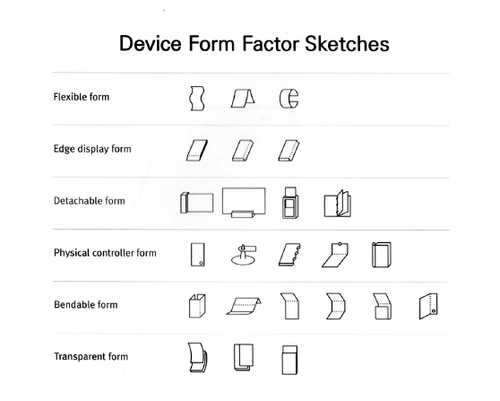 Device Form Factor Sketches
Flexible form
Edge display form
Detachable form
Physical controller form
Bendable form
Transparent form